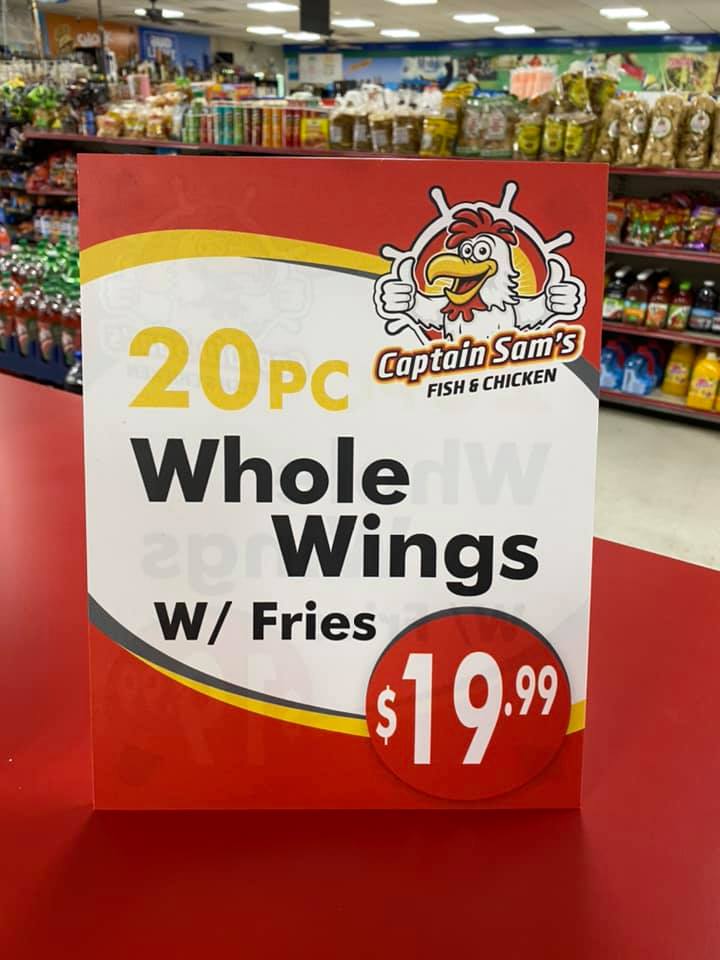 Captain Sam's
FISH & CHICKEN
20PC
Whole
Wings
W/ Fries
$19.99